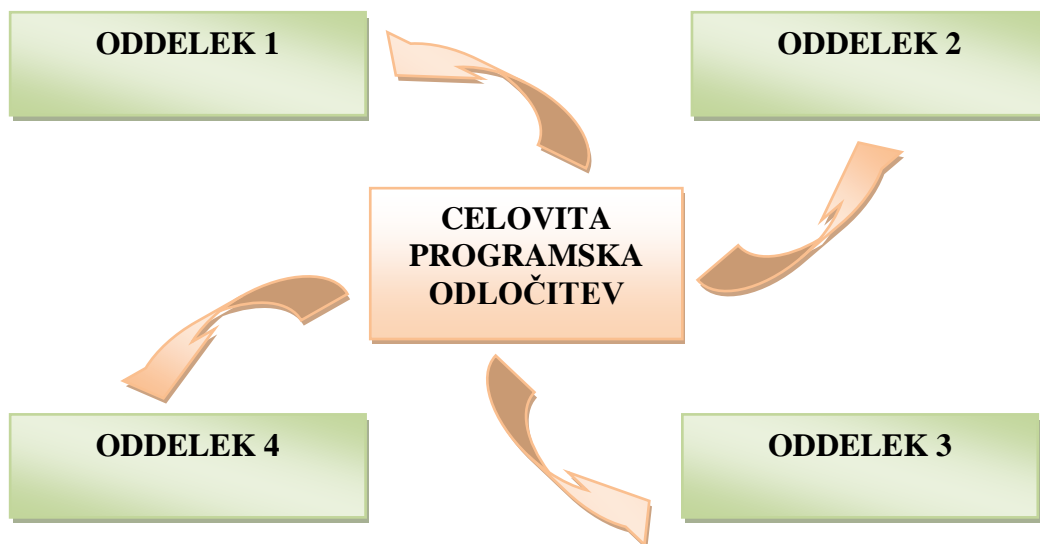 ODDELEK 1
ODDELEK 2
CELOVITA
PROGRAMSKA
ODLOČITEV
ODDELEK 4
ODDELEK 3